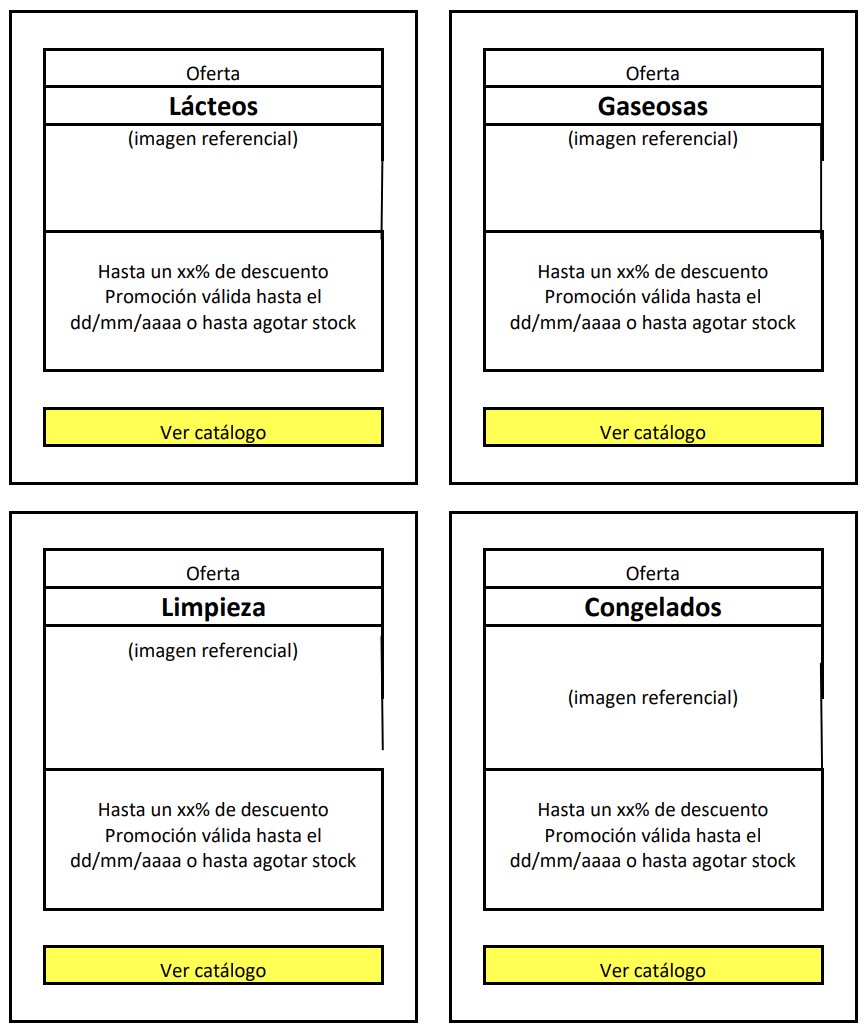 Oferta
Lácteos
(imagen referencial)
Hasta un xx% de descuento
Promoción válida hasta el
dd/mm/aaaa o hasta agotar stock
Ver catálogo
Oferta
Gaseosas
(imagen referencial)
Hasta un xx% de descuento
Promoción válida hasta el
dd/mm/aaaa o hasta agotar stock
Ver catálogo
Oferta
Limpieza
(imagen referencial)
Hasta un xx% de descuento
Promoción válida hasta el
dd/mm/aaaa o hasta agotar stock
Ver catálogo
Oferta
Congelados
(imagen referencial)
Hasta un xx% de descuento
Promoción válida hasta el
dd/mm/aaaa o hasta agotar stock
Ver catálogo